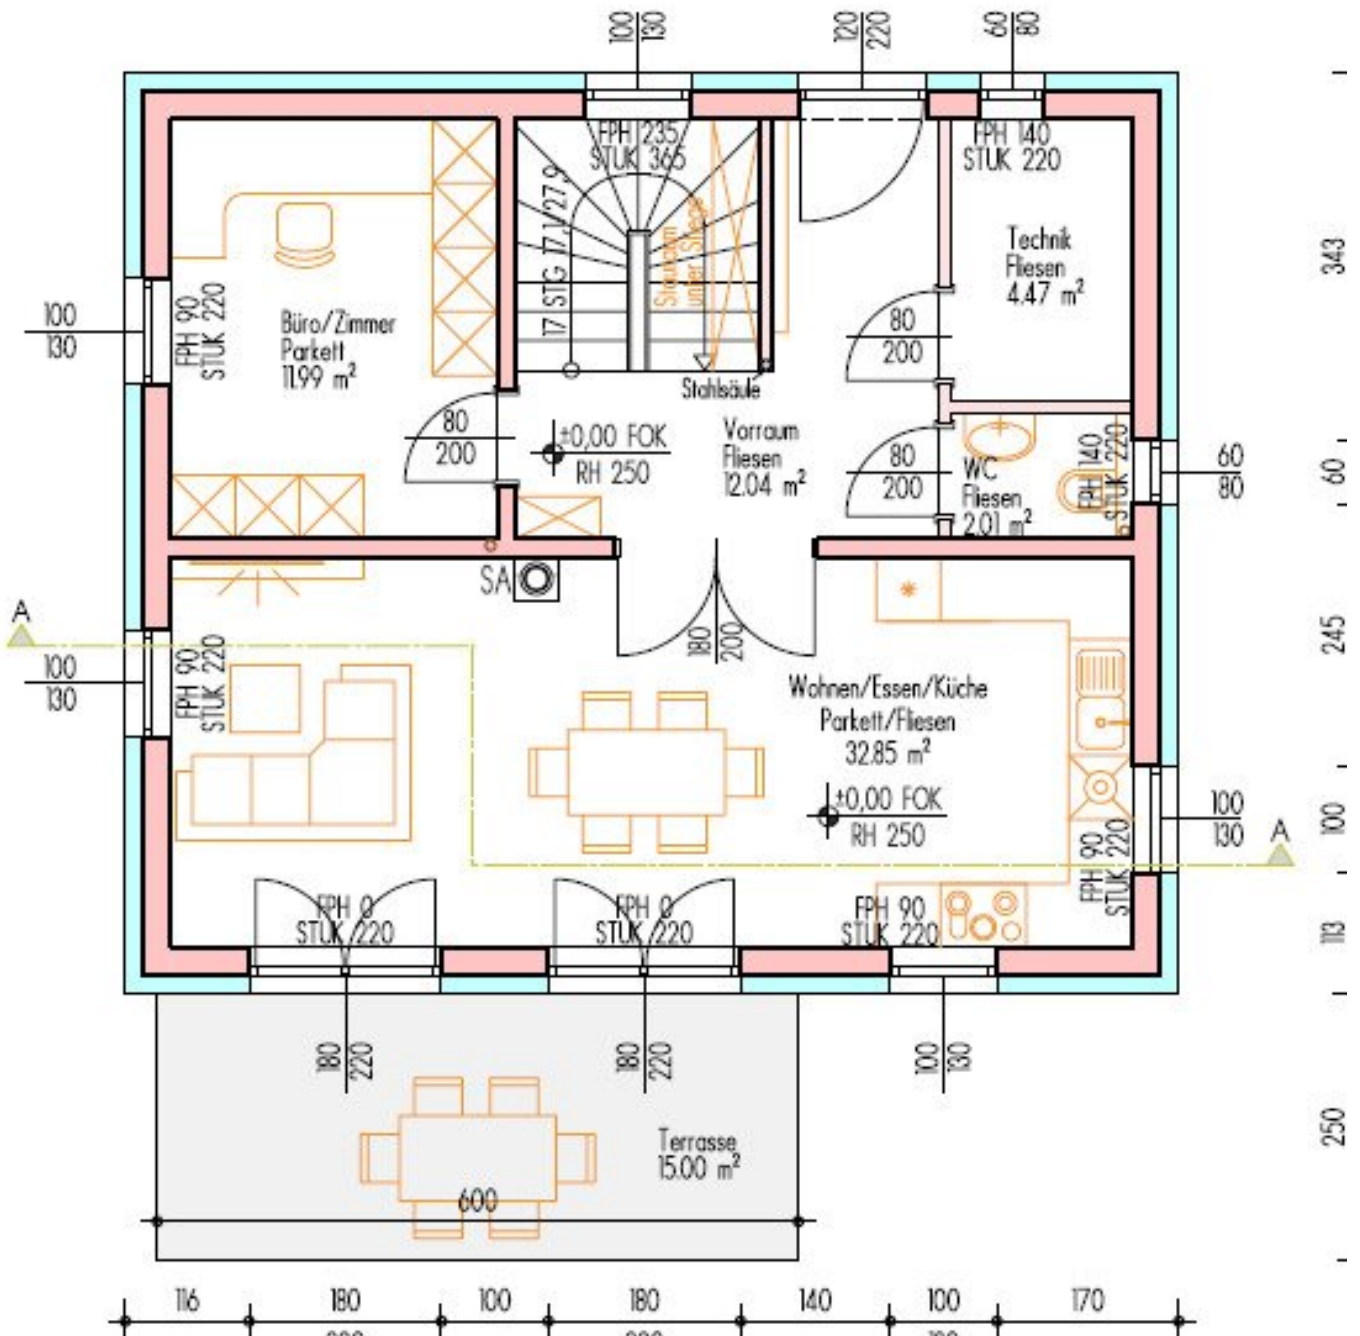 100
130
120
220
60
80
FPH 235
STUK 365
FPH 140
STUK 220
17 STG 17,1/27,9
Stauraum
unter Stiege
Technik
Fliesen
4.47 m²
343
100
130
FPH 90
STUK 220
Büro/Zimmer
Parkett
11.99 m²
80
200
Stahlsäule
80
200
±0,00 FOK
RH 250
Vorraum
Fliesen
12.04 m²
80
200
WC
Fliesen
2.01 m²
FPH 140
STUK 220
60
80
60
SA
A
100
130
FPH 90
STUK 220
180
200
245
Wohnen/Essen/Küche
Parkett/Fliesen
32.85 m²
±0,00 FOK
RH 250
100
130
A
100
FPH 90
STUK 220
FPH 0
STUK 220
FPH 0
STUK 220
FPH 90
STUK 220
113
180
220
180
220
100
130
Terrasse
15.00 m²
250
600
116
180
100
180
140
100
170